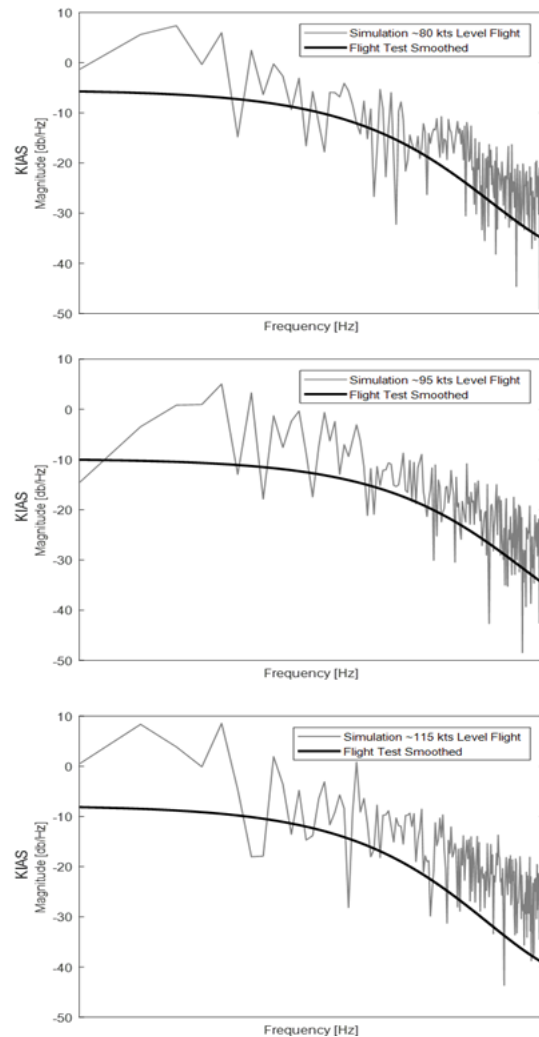 10
0
-10
-20
-30
-40
-50
KIAS
Magnitude [db/Hz]
Simulation ~80 kts Level Flight
Flight Test Smoothed
Frequency [Hz]
10
0
-10
-20
-30
-40
-50
KIAS
Magnitude [db/Hz]
Simulation ~95 kts Level Flight
Flight Test Smoothed
Frequency [Hz]
10
0
-10
-20
-30
-40
-50
KIAS
Magnitude [db/Hz]
Simulation ~115 kts Level Flight
Flight Test Smoothed
Frequency [Hz]